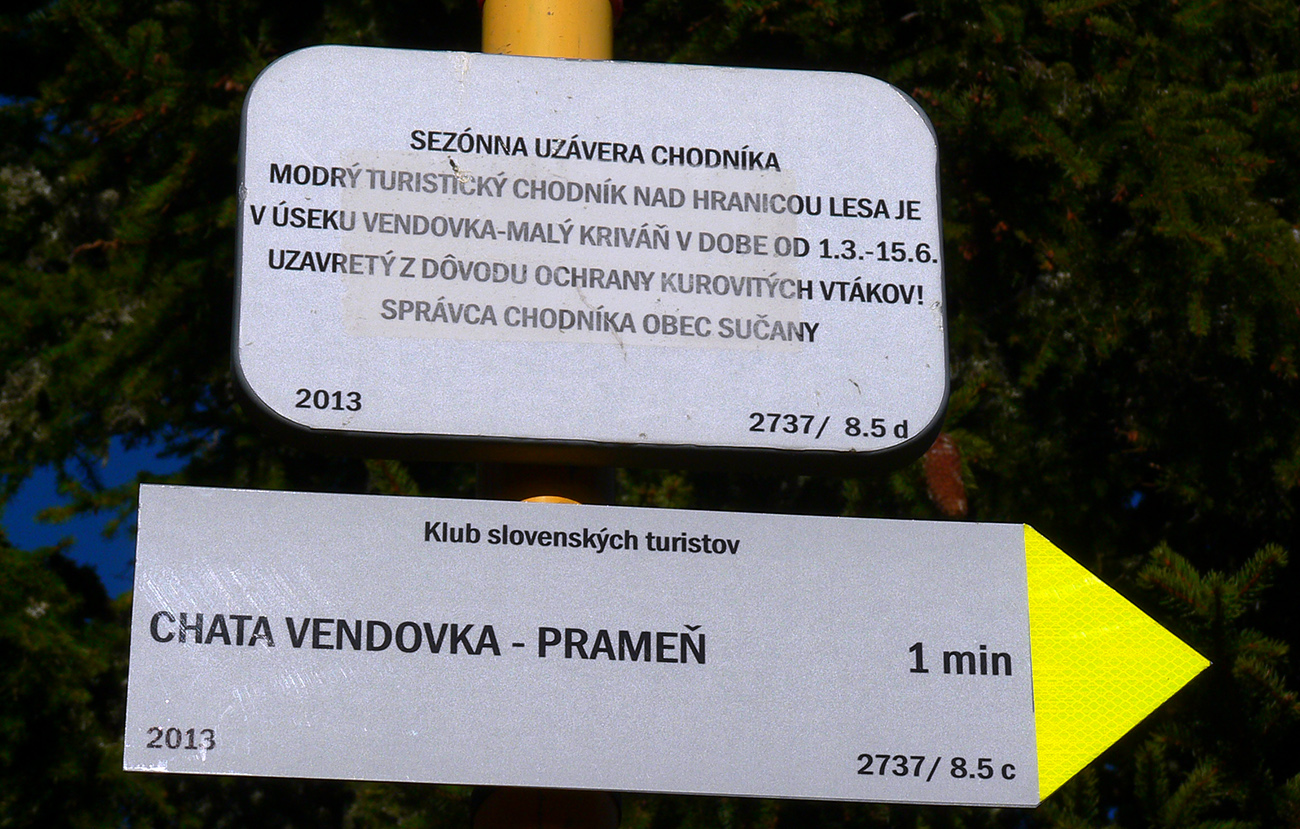 SEZÓNNA UZÁVERA CHODNÍKA
MODRÝ TURISTICKÝ CHODNÍK NAD HRANICOU LESA JE
V ÚSEKU VENDOVKA-MALÝ KRIVÁŇ V DOBE OD 1.3.-15.6.
UZAVRETÝ Z DÔVODU OCHRANY KUROVITÝCH VTÁKOV!
SPRÁVCA CHODNÍKA OBEC SUČANY
2013
2737/ 8.5 d
Klub slovenských turistov
CHATA VENDOVKA - PRAMEŇ
1 min
2013
2737/ 8.5 c